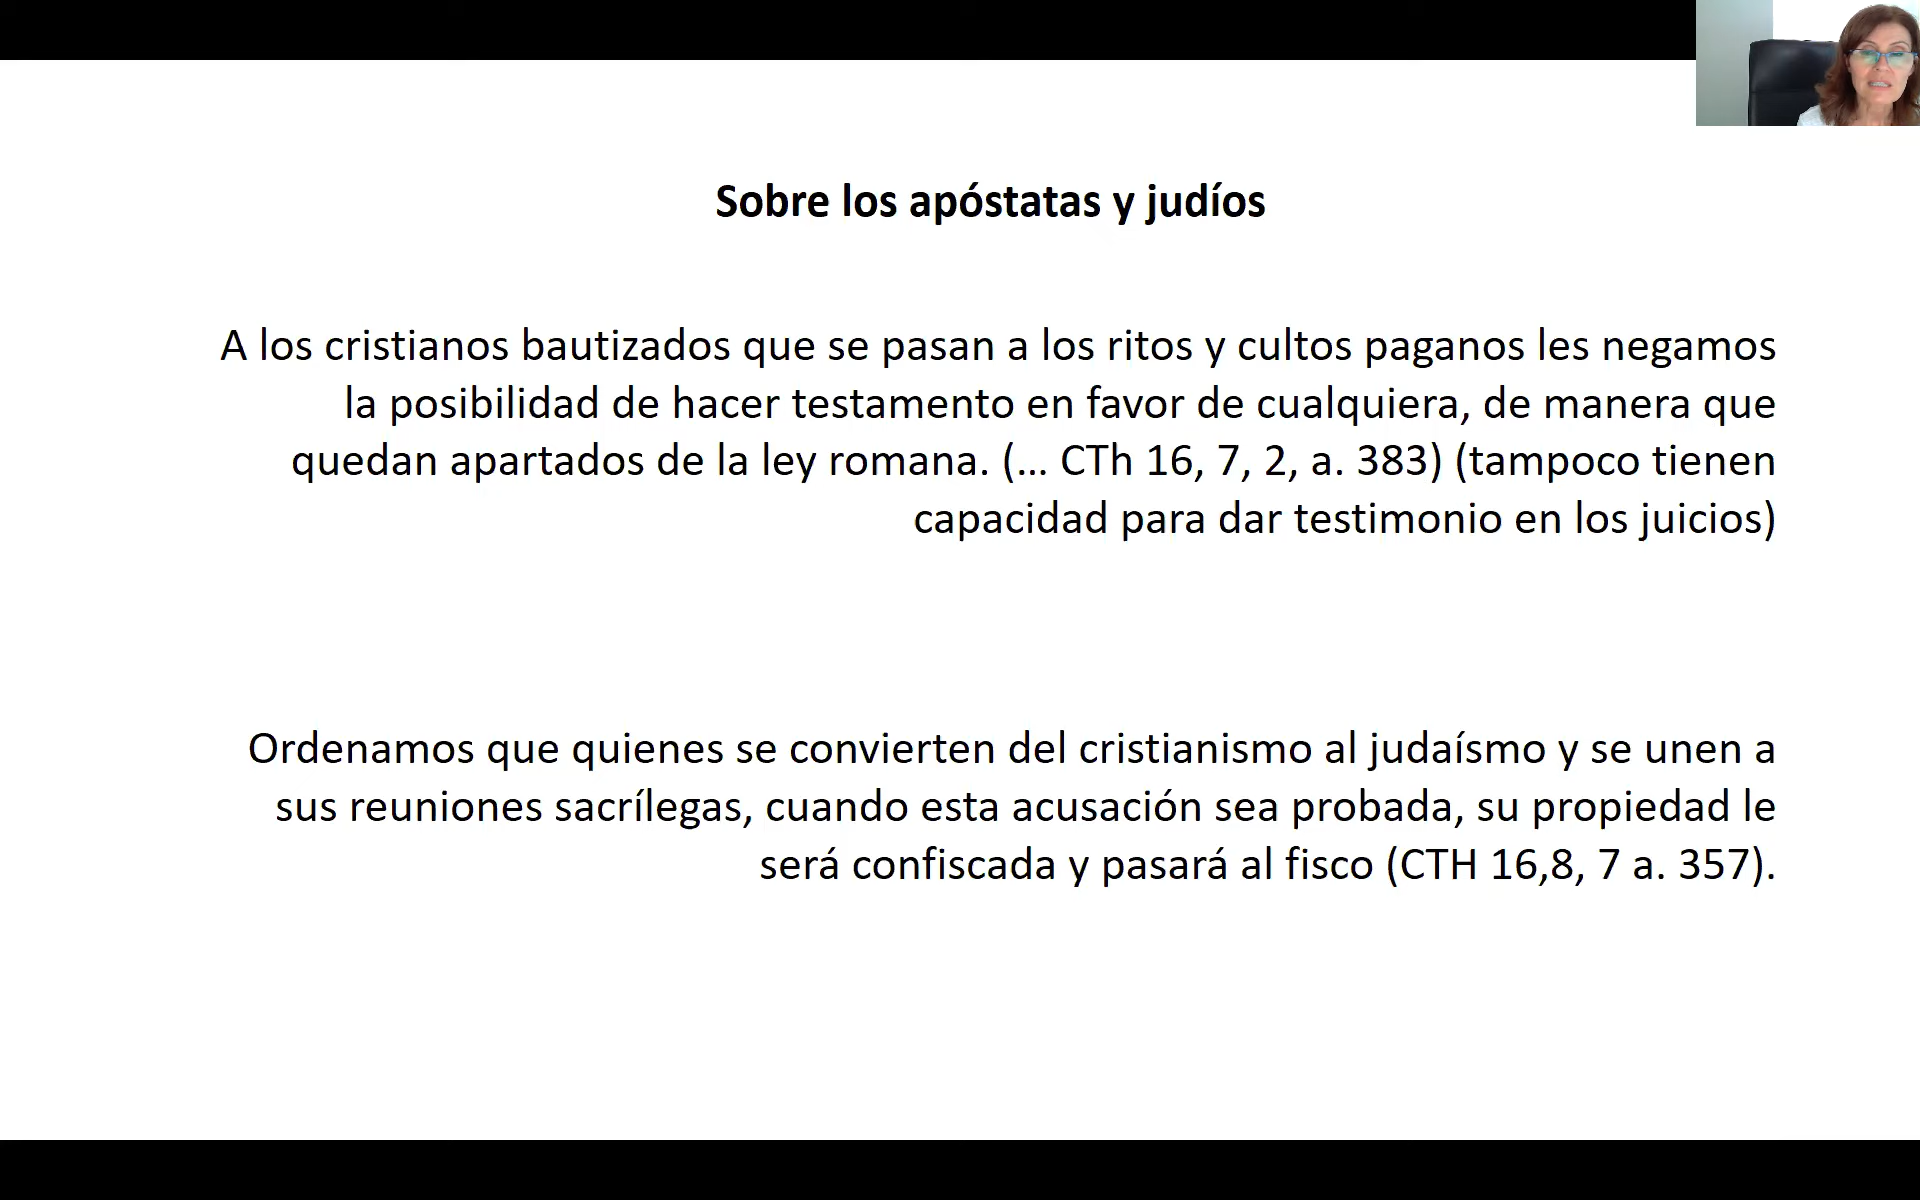 Sobre los apóstatas y judíos
A los cristianos bautizados que se pasan a los ritos y cultos paganos les negamos
la posibilidad de hacer testamento en favor de cualquiera, de manera que
quedan apartados de la ley romana. (... CTh 16, 7, 2, a. 383) (tampoco tienen
capacidad para dar testimonio en los juicios)
Ordenamos que quienes se convierten del cristianismo al judaísmo y se unen a
sus reuniones sacrílegas, cuando esta acusación sea probada, su propiedad le
será confiscada y pasará al fisco (CTH 16,8, 7 a. 357).